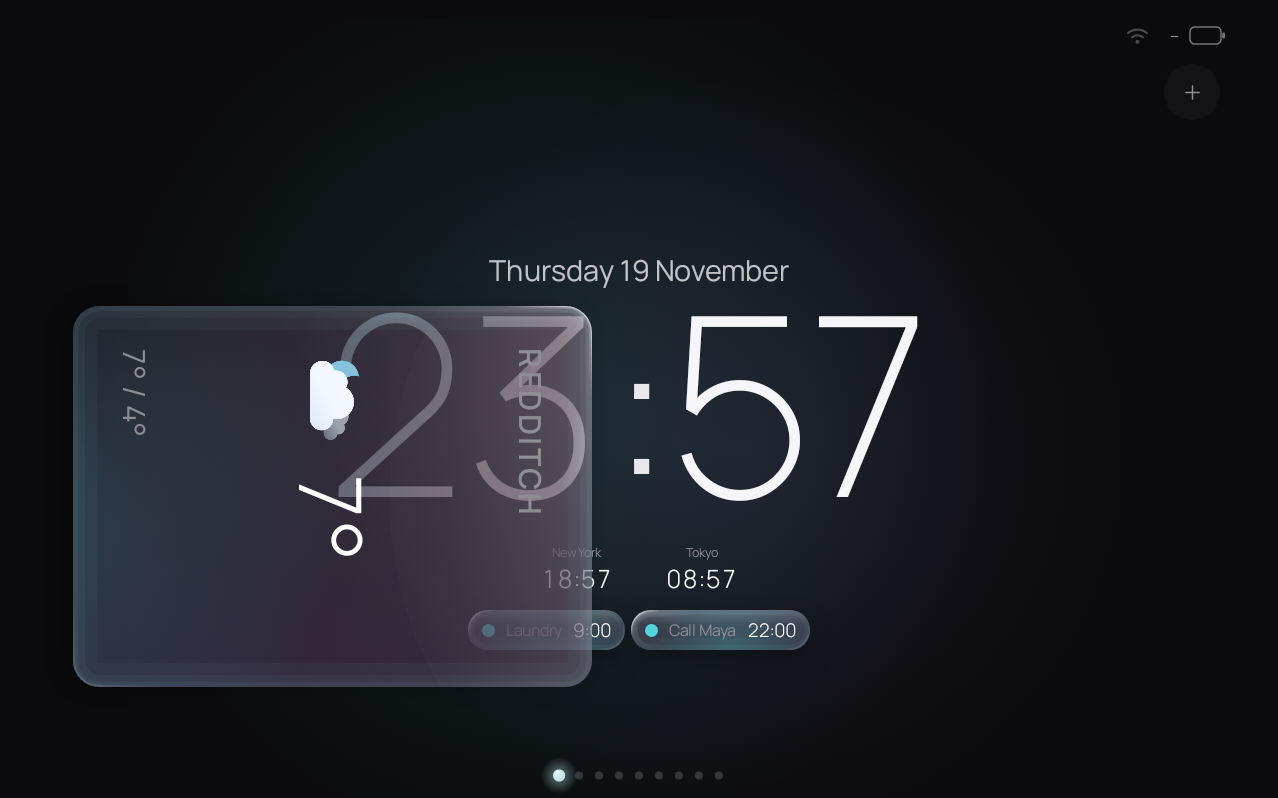 Thursday 19 November
23:57
REDDITCH
7°
7° / 4°
New York
18:57
Tokyo
08:57
Laundry 9:00
Call Maya 22:00